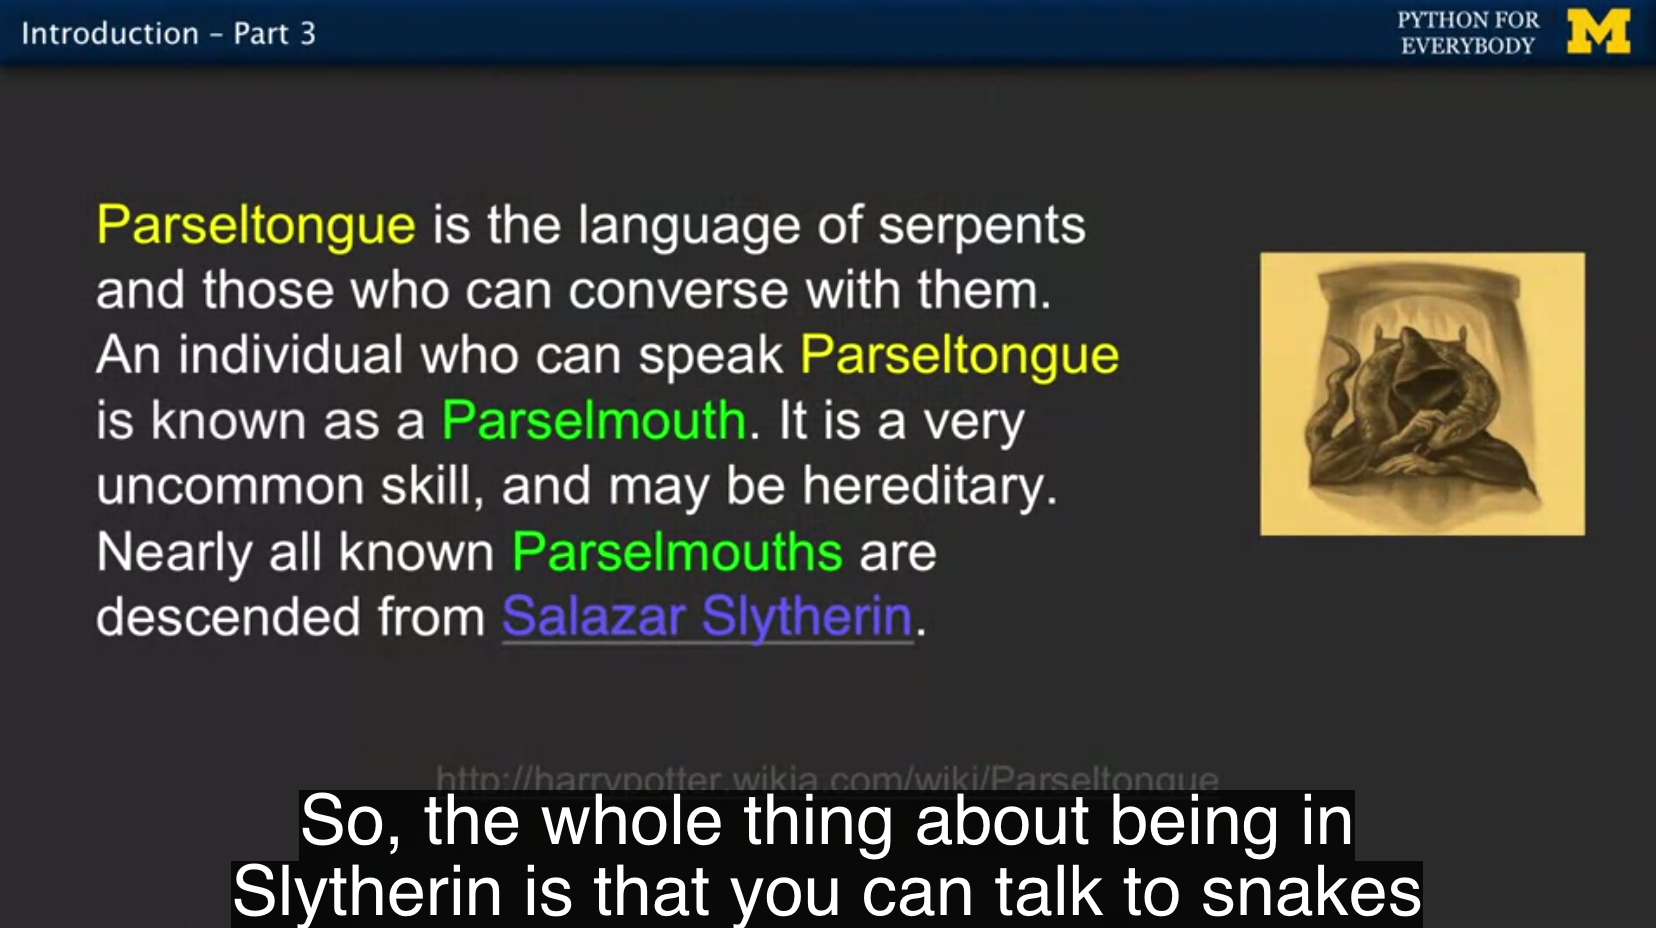 Introduction – Part 3
PYTHON FOR
EVERYBODY
M
Parseltongue is the language of serpents
and those who can converse with them.
An individual who can speak Parseltongue
is known as a Parselmouth. It is a very
uncommon skill, and may be hereditary.
Nearly all known Parselmouths are
descended from Salazar Slytherin.
http://harrypotter.wikia.com/wiki/Parseltongue
So, the whole thing about being in
Slytherin is that you can talk to snakes